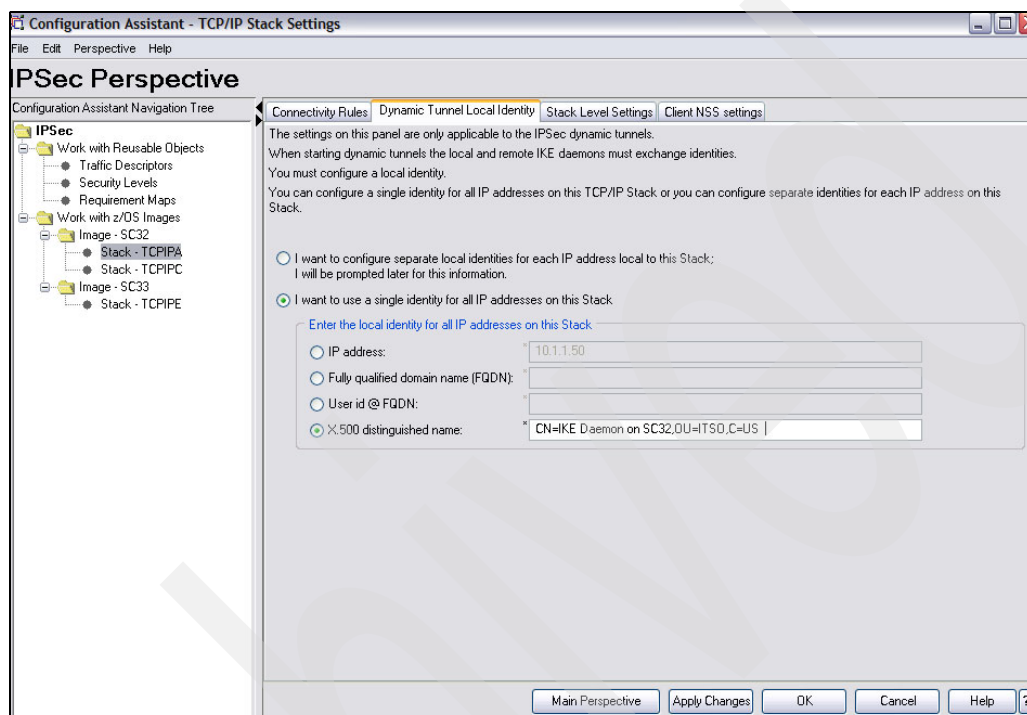 Configuration Assistant - TCP/IP Stack Settings
File Edit Perspective Help
IPSec Perspective
Configuration Assistant Navigation Tree
IPSec
Work with Reusable Objects
Traffic Descriptors
Security Levels
Requirement Maps
Work with z/OS Images
Image - SC32
Stack - TCPIPA
Stack - TCPIPC
Image - SC33
Stack - TCPIPE
Connectivity Rules Dynamic Tunnel Local Identity Stack Level Settings Client NSS settings
The settings on this panel are only applicable to the IPSec dynamic tunnels.
When starting dynamic tunnels the local and remote IKE daemons must exchange identities.
You must configure a local identity.
You can configure a single identity for all IP addresses on this TCP/IP Stack or you can configure separate identities for each IP address on this
Stack.
I want to configure separate local identities for each IP address local to this Stack;
I will be prompted later for this information.
I want to use a single identity for all IP addresses on this Stack
Enter the local identity for all IP addresses on this Stack
IP address: * 10.1.1.50
Fully qualified domain name (FQDN): *
User id @ FQDN: *
X.500 distinguished name: * CN=IKE Daemon on SC32,OU=ITSO,C=US
Main Perspective Apply Changes OK Cancel Help ?